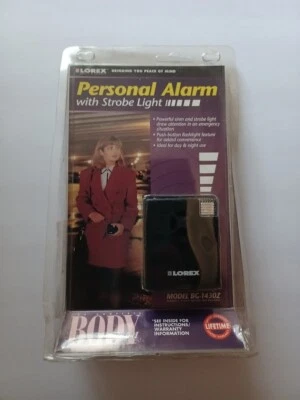 LOREX BRINGING YOU PEACE OF MIND
Personal Alarm
with Strobe Light
• Powerful siren and strobe light
draw attention in an emergency
situation
• Push button flashlight feature
for added convenience
• Ideal for day & night use
LOREX
MODEL BG-1430Z
BODY
*SEE INSIDE FOR
INSTRUCTIONS/
WARRANTY
INFORMATION
LIFETIME